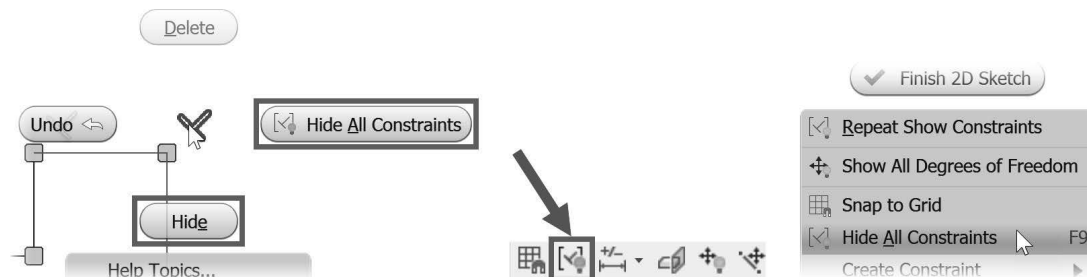 Delete
Undo
Hide All Constraints
Hide
Help Topics...
+/-
Finish 2D Sketch
Repeat Show Constraints
Show All Degrees of Freedom
Snap to Grid
Hide All Constraints F9
Create Constraint